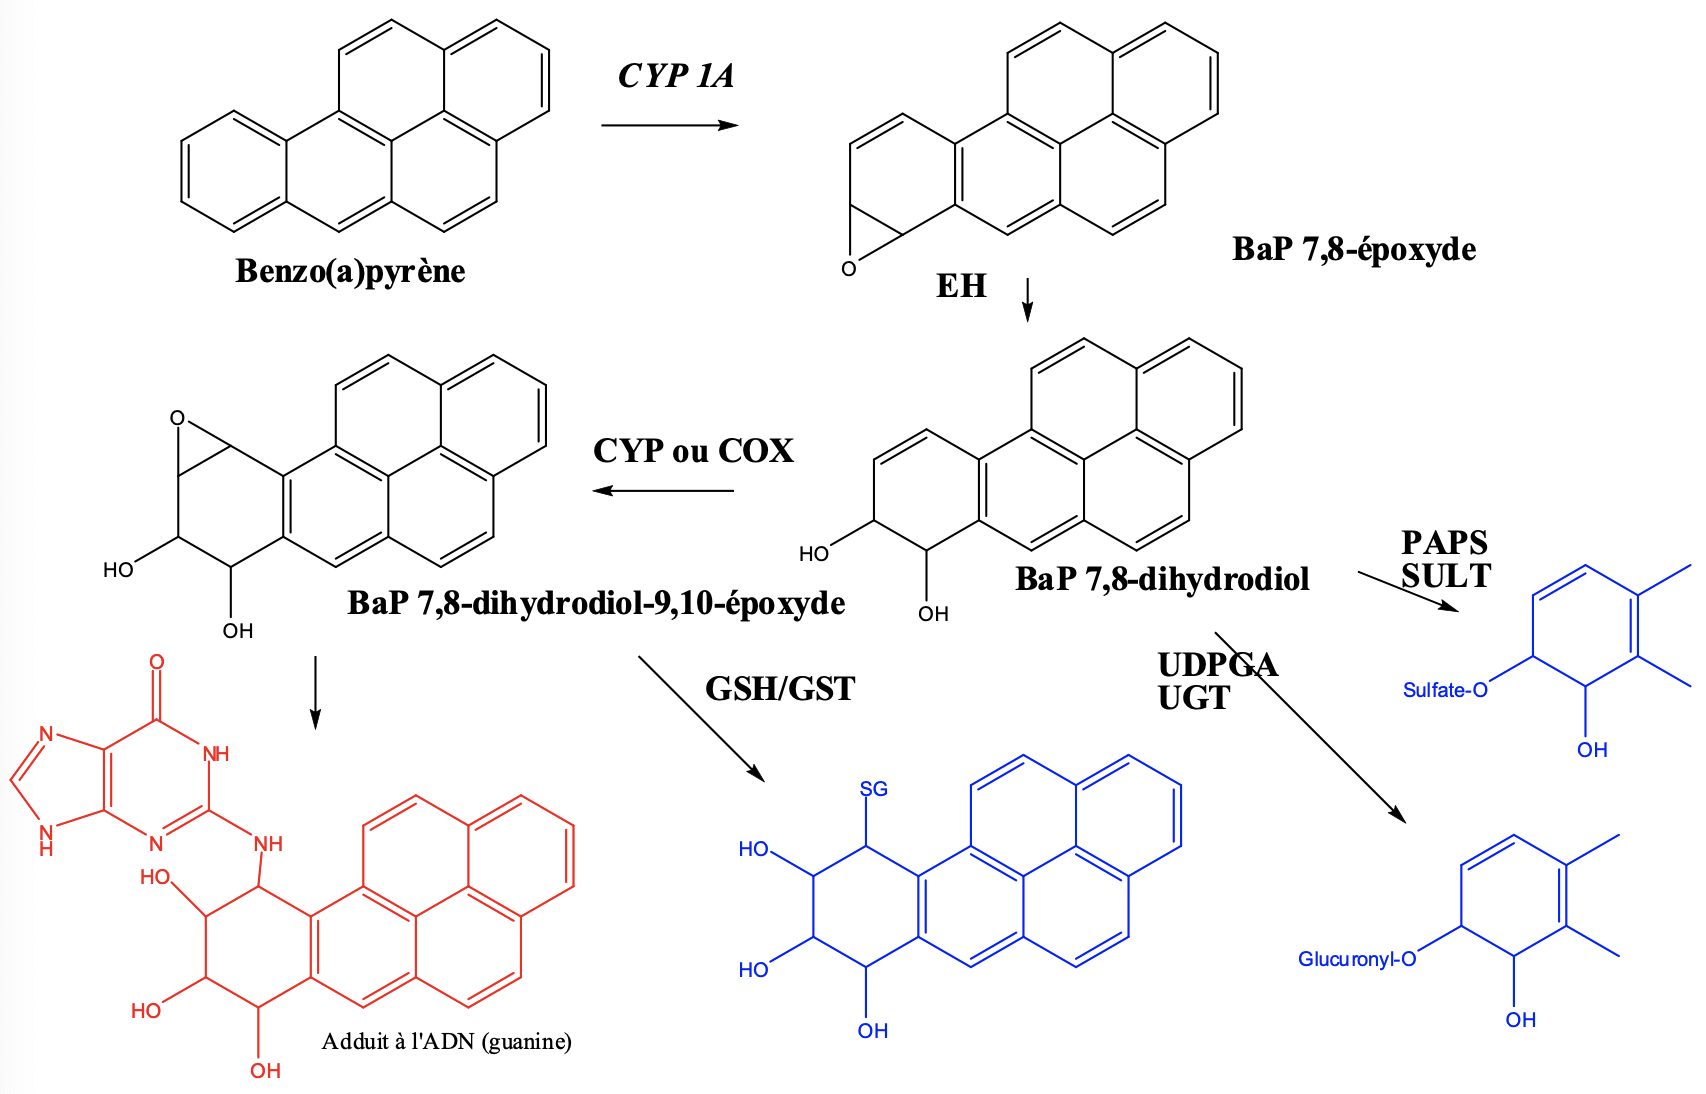 CYP 1A
O
Benzo(a)pyrène
BaP 7,8-époxyde
EH
O
CYP ou COX
HO
OH
BaP 7,8-dihydrodiol-9,10-époxyde
HO
OH
BaP 7,8-dihydrodiol
PAPS
SULT
Sulfate-O
OH
UDPGA
UGT
GSH/GST
O
N
NH
N
H
N
NH
HO
HO
OH
Adduit à l'ADN (guanine)
SG
HO
HO
OH
Glucuronyl-O
OH